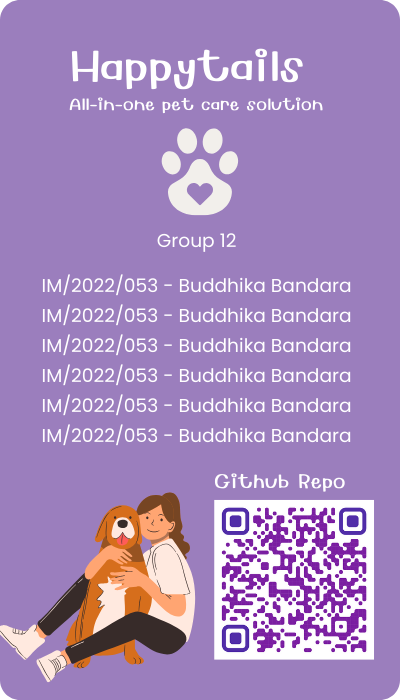 Happytails
All-in-one pet care solution
Group 12
IM/2022/053 - Buddhika Bandara
IM/2022/053 - Buddhika Bandara
IM/2022/053 - Buddhika Bandara
IM/2022/053 - Buddhika Bandara
IM/2022/053 - Buddhika Bandara
IM/2022/053 - Buddhika Bandara
Github Repo